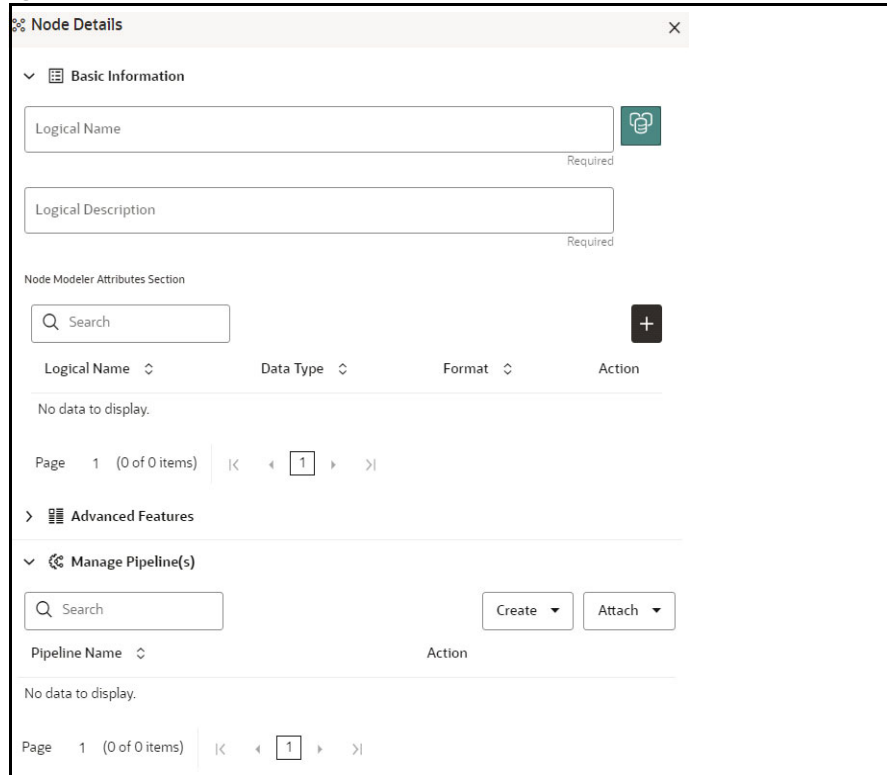 Node Details
Basic Information
Logical Name
Required
Logical Description
Required
Node Modeler Attributes Section
Search
Logical Name Data Type Format Action
No data to display.
Page 1 (0 of 0 items) 1
Advanced Features
Manage Pipeline(s)
Search Create Attach
Pipeline Name Action
No data to display.
Page 1 (0 of 0 items) 1